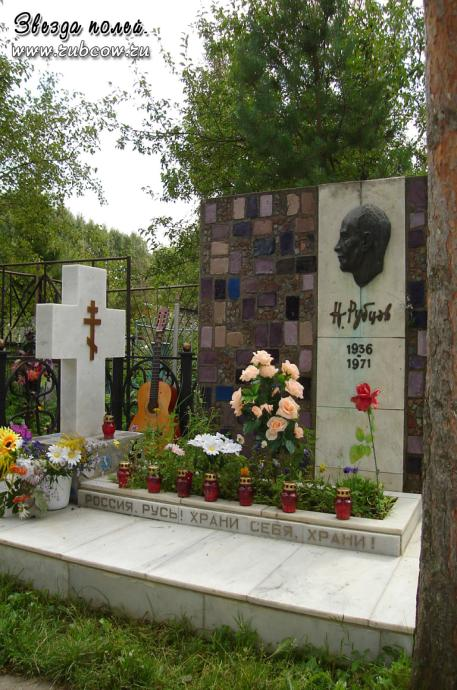 Звезда полей.
www.rubcow.ru
Н. Рубцов
1936
1971
РОССИЯ, РУСЬ! ХРАНИ СЕБЯ, ХРАНИ!